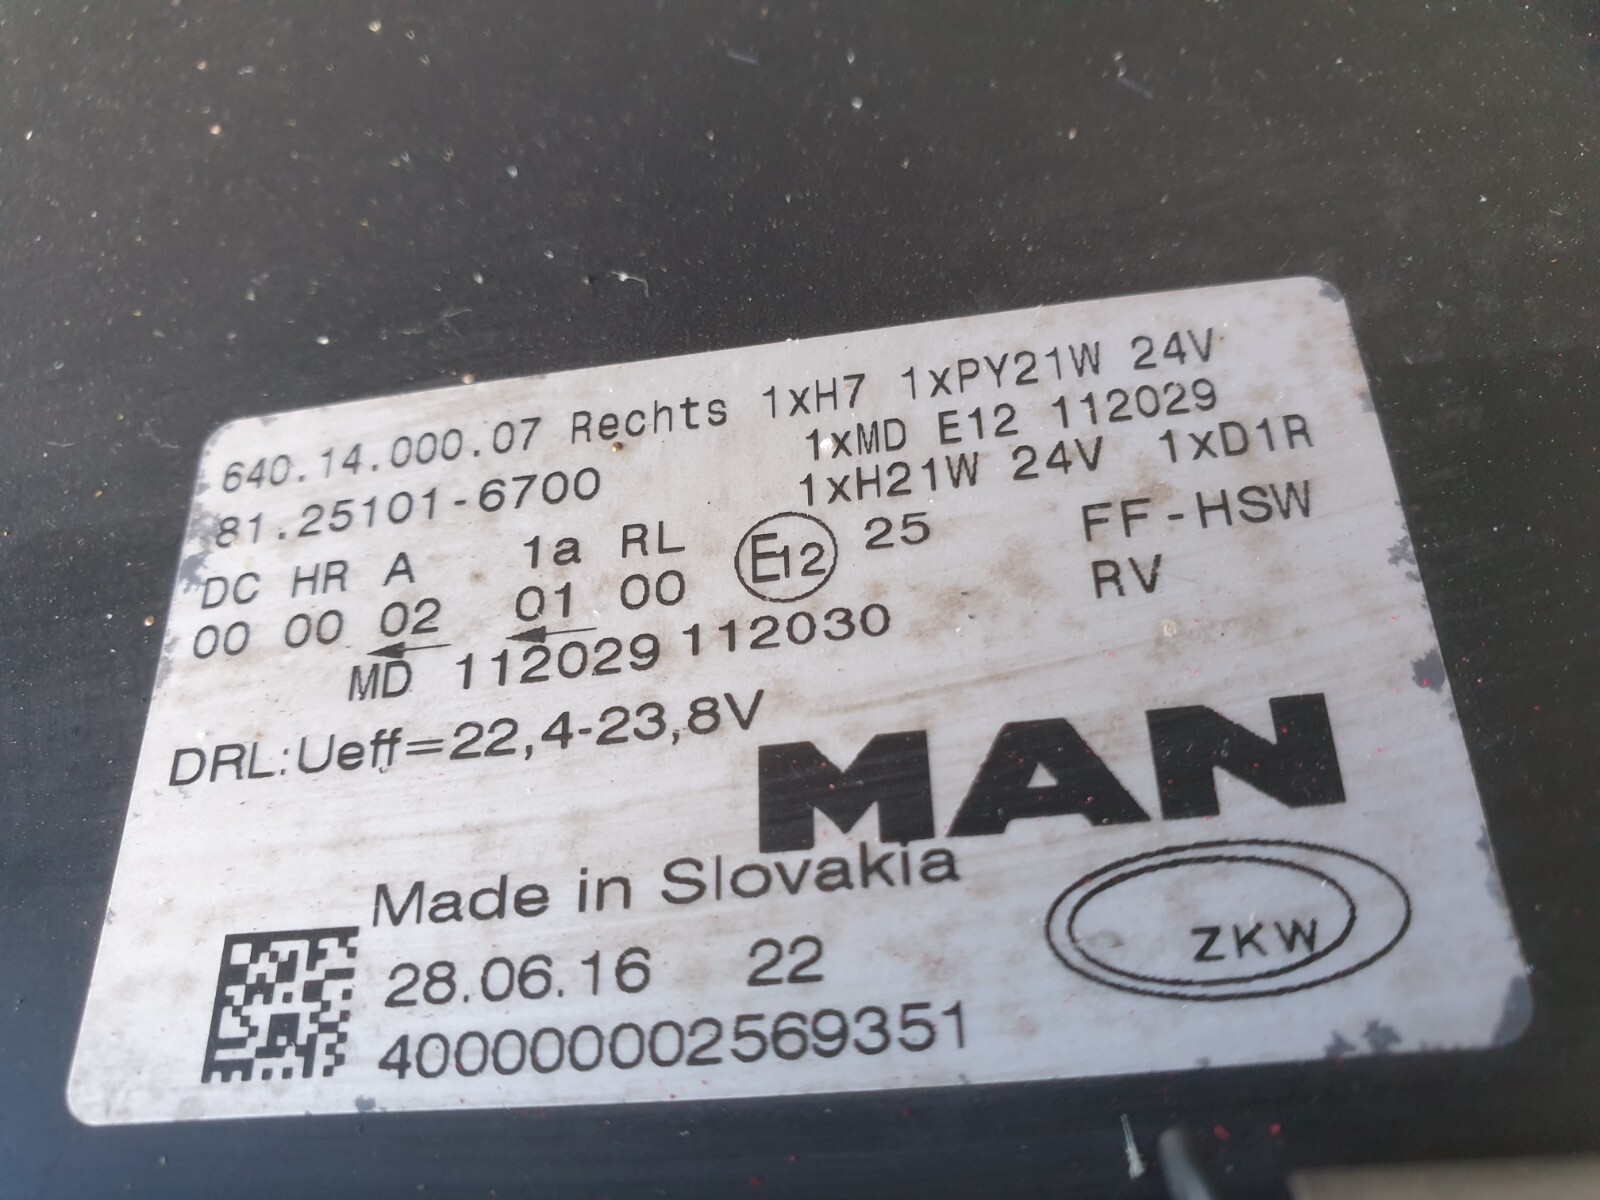 640.14.000.07 Rechts 1xH7 1xPY21W 24V
1xMD E12 112029
81.25101-6700 1xH21W 24V 1xD1R
DC HR A 1a RL E12 25 FF-HSW
00 00 02 01 00 RV
MD 112029 112030
DRL:Ueff=22,4-23,8V
MAN
Made in Slovakia
ZKW
28.06.16 22
400000002569351